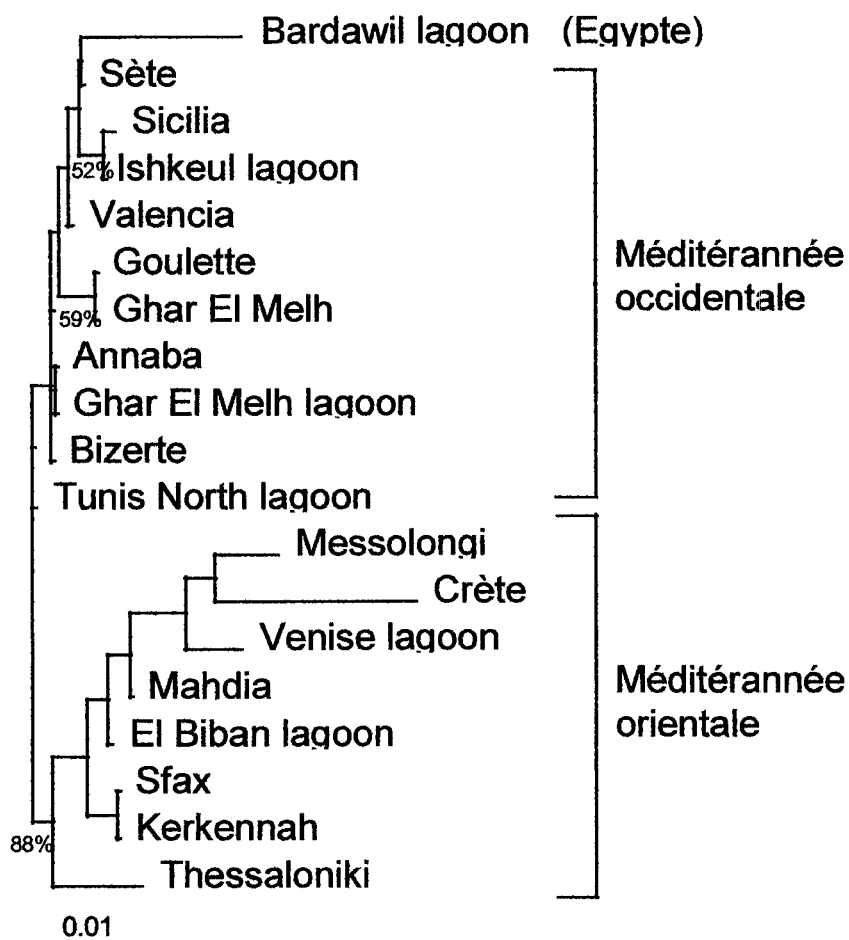 Bardawil lagoon (Egypte)
Sète
Sicilia
52%
Ishkeul lagoon
Valencia
Goulette
Ghar El Melh
59%
Annaba
Ghar El Melh lagoon
Bizerte
Tunis North lagoon
Méditérannée
occidentale
Messolongi
Crète
Venise lagoon
Mahdia
El Biban lagoon
Sfax
Kerkennah
88%
Thessaloniki
Méditérannée
orientale
0.01